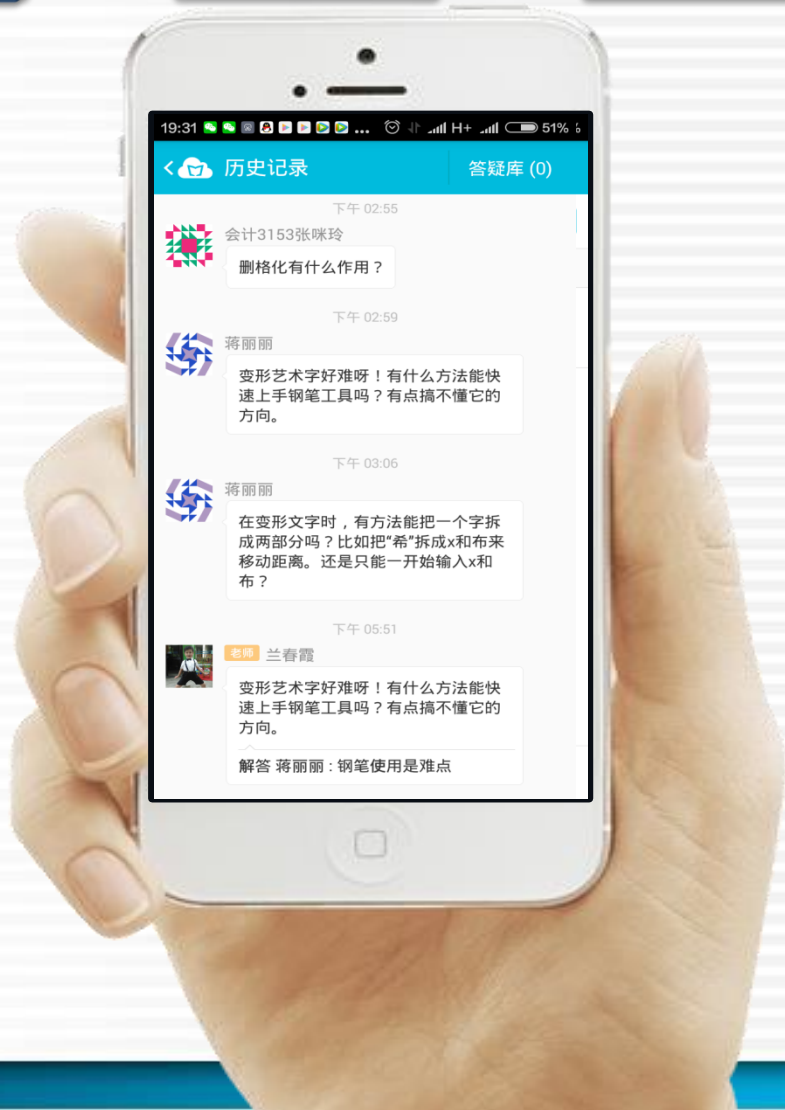 19:31 ... H+ 51%
历史记录 答疑库 (0)
下午 02:55
会计3153张咪玲
删格化有什么作用？
下午 02:59
蒋丽丽
变形艺术字好难呀！有什么方法能快
速上手钢笔工具吗？有点搞不懂它的
方向。
下午 03:06
蒋丽丽
在变形文字时，有方法能把一个字拆
成两部分吗？比如把“希”拆成x和布来
移动距离。还是只能一开始输入x和
布？
下午 05:51
老师 兰春霞
变形艺术字好难呀！有什么方法能快
速上手钢笔工具吗？有点搞不懂它的
方向。
解答 蒋丽丽 : 钢笔使用是难点